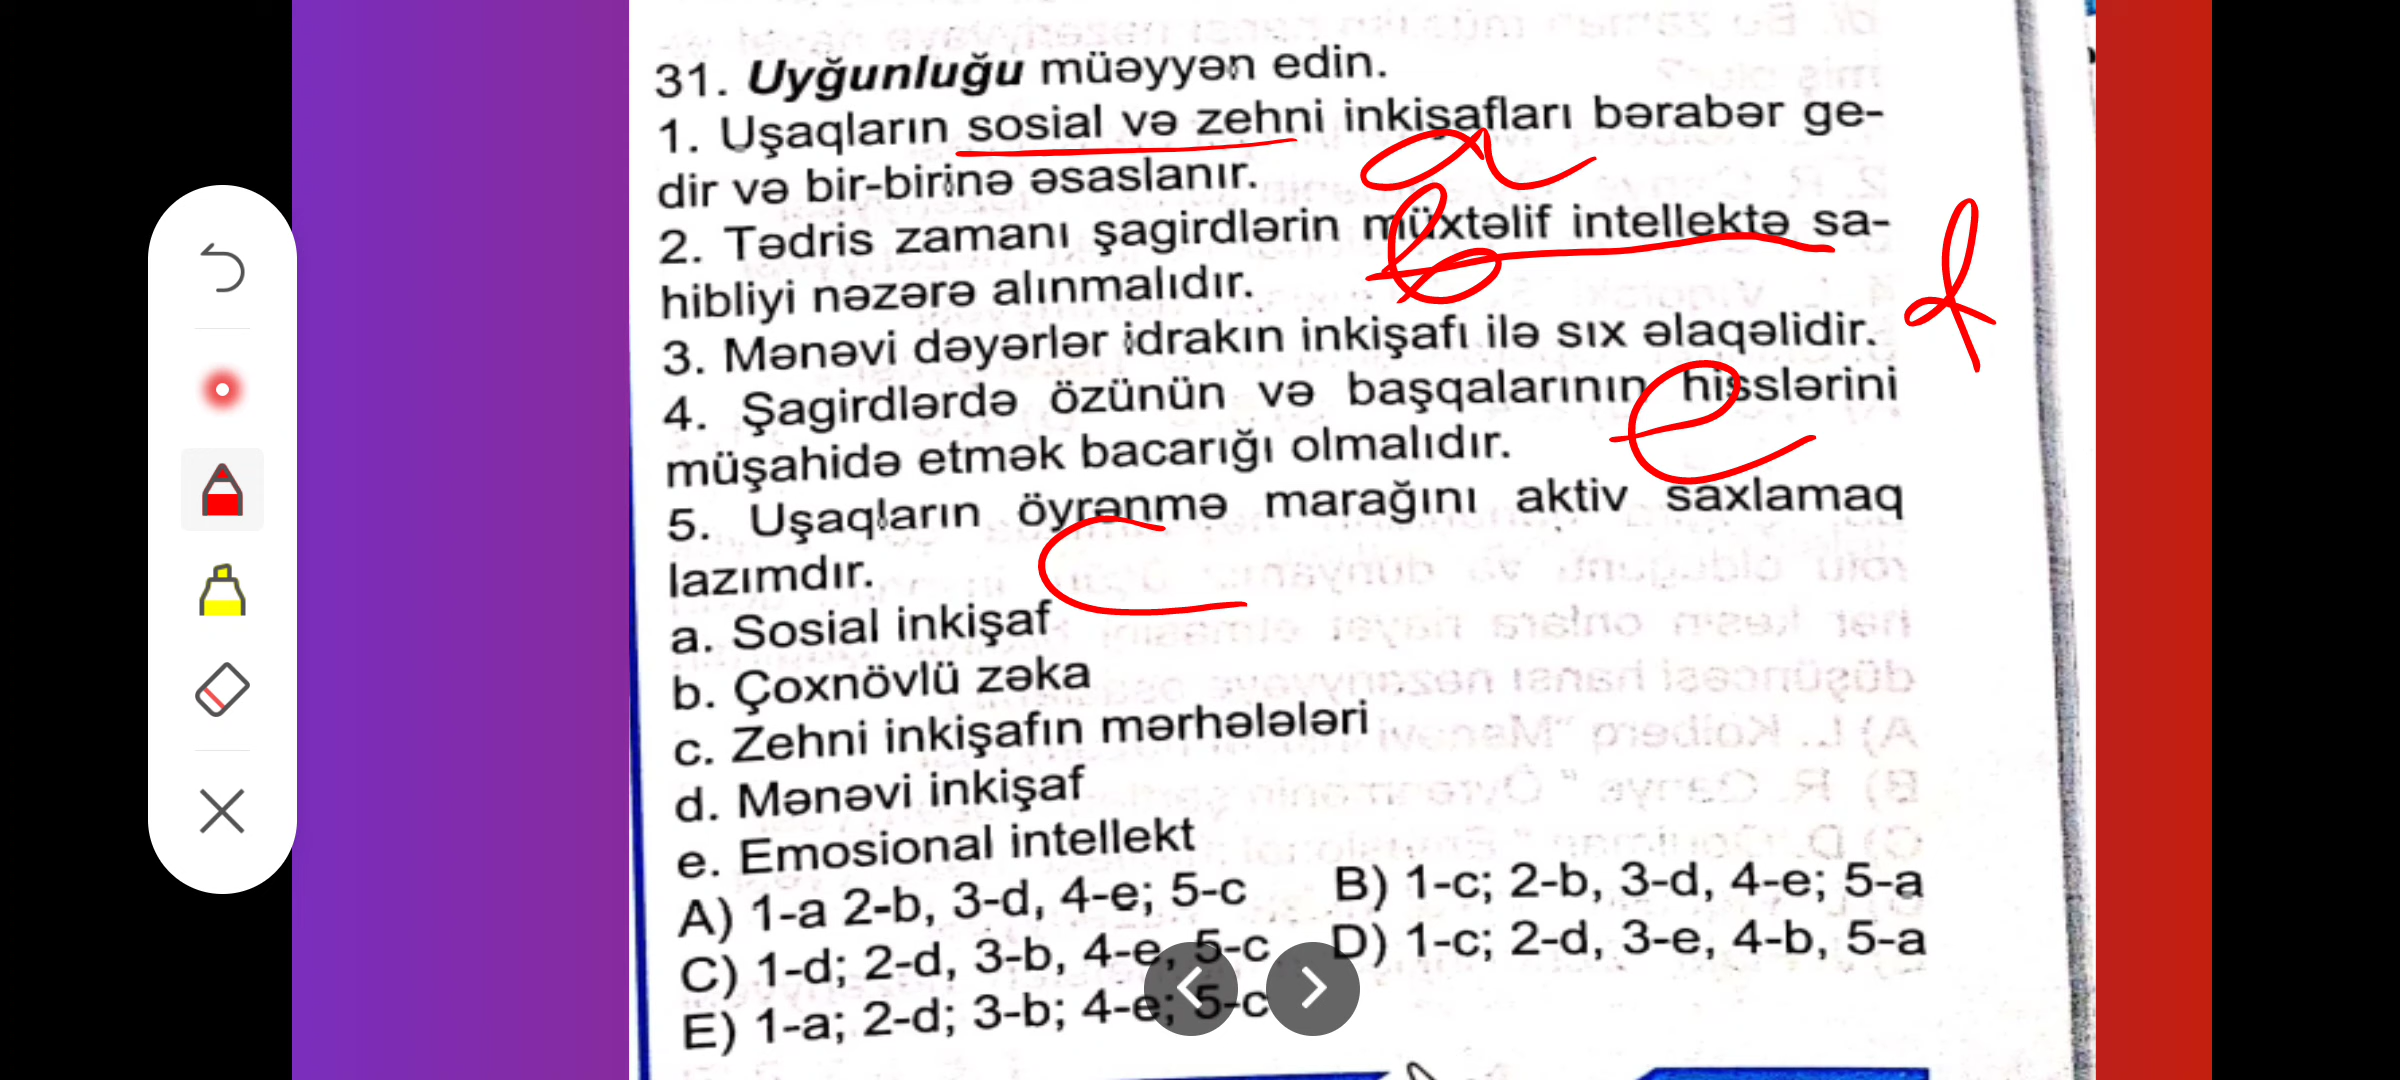 31. Uyğunluğu müəyyən edin.
1. Uşaqların sosial və zehni inkişafları bərabər ge-
dir və bir-birinə əsaslanır. a
2. Tədris zamanı şagirdlərin müxtəlif intellektə sa-
hibliyi nəzərə alınmalıdır. b
3. Mənəvi dəyərlər idrakın inkişafı ilə sıx əlaqəlidir. d
4. Şagirdlərdə özünün və başqalarının hisslərini
müşahidə etmək bacarığı olmalıdır. e
5. Uşaqların öyrənmə marağını aktiv saxlamaq
lazımdır. c
a. Sosial inkişaf
b. Çoxnövlü zəka
c. Zehni inkişafın mərhələləri
d. Mənəvi inkişaf
e. Emosional intellekt
A) 1-a 2-b, 3-d, 4-e; 5-c B) 1-c; 2-b, 3-d, 4-e; 5-a
C) 1-d; 2-d, 3-b, 4-e, 5-c D) 1-c; 2-d, 3-e, 4-b, 5-a
E) 1-a; 2-d; 3-b; 4-e; 5-c